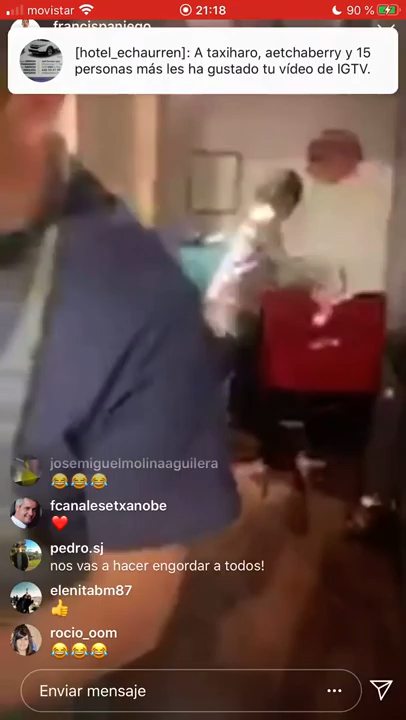 movistar
21:18
90 %
francispaniego
[hotel_echaurren]: A taxiharo, aetchaberry y 15
personas más les ha gustado tu vídeo de IGTV.
josemiguelmolinaaguilera
😂😂😂
fcanalesetxanobe
❤️
pedro.sj
nos vas a hacer engordar a todos!
elenitabm87
👍
rocio_oom
😂😂😂
Enviar mensaje